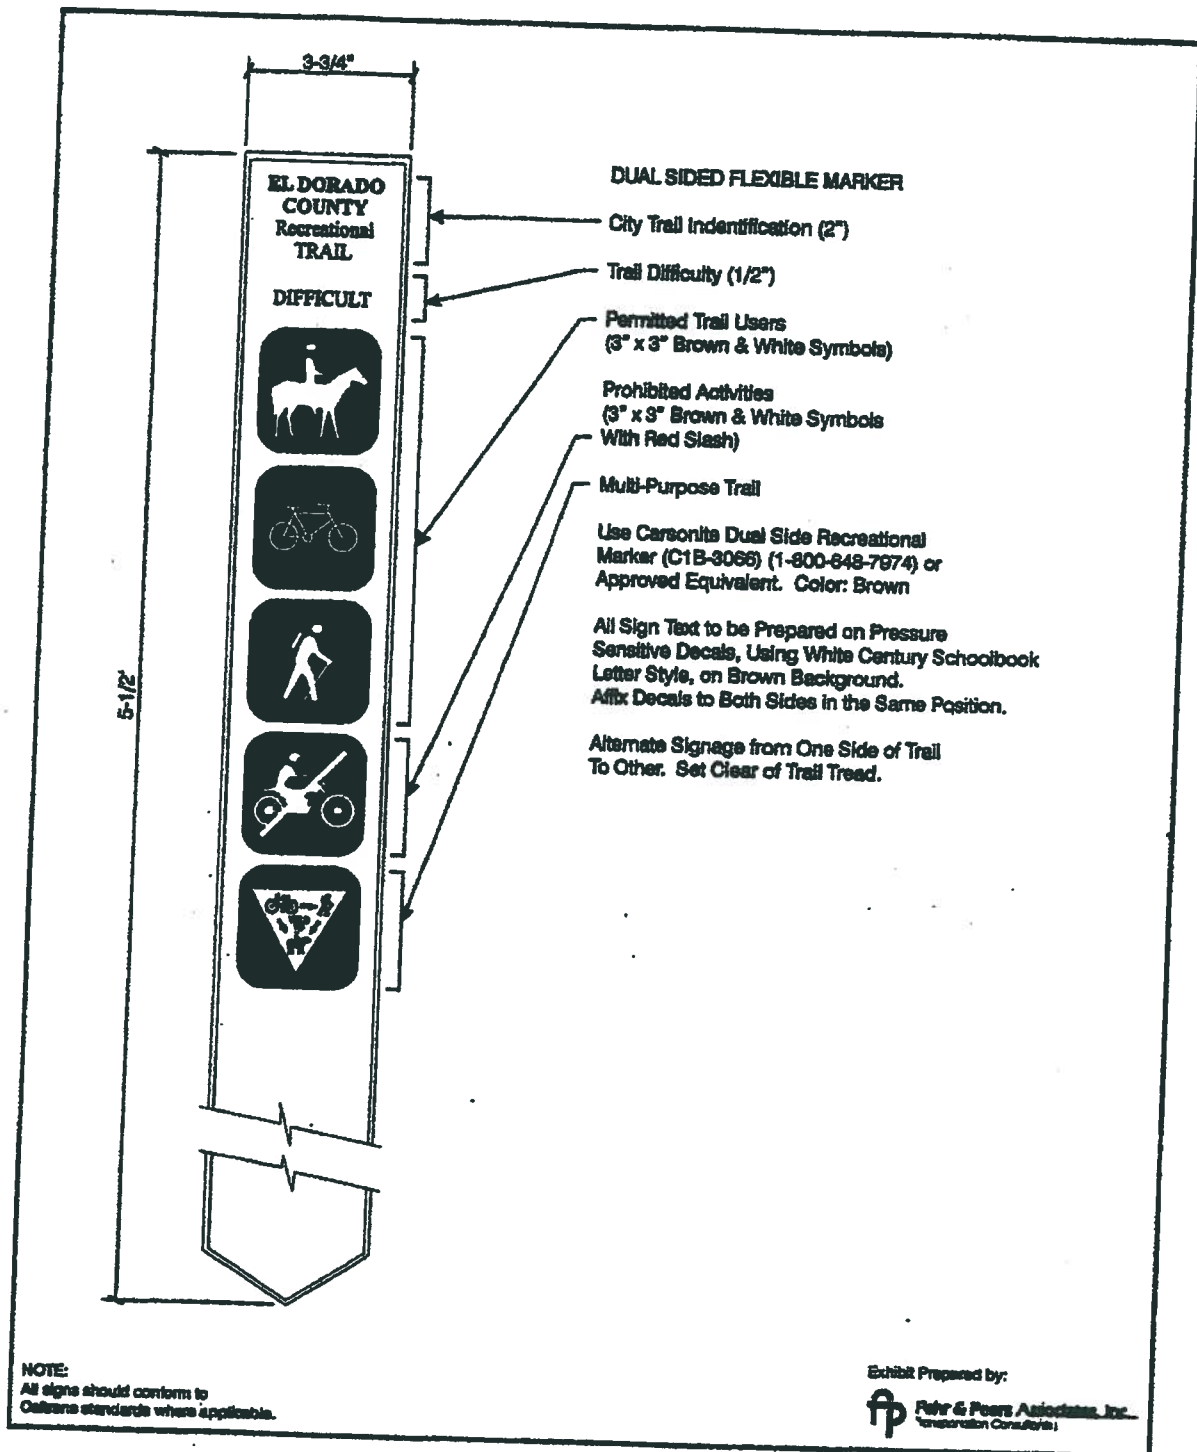 3-3/4"
EL DORADO
COUNTY
Recreational
TRAIL
DIFFICULT
5-1/2'
DUAL SIDED FLEXIBLE MARKER
City Trail Indentification (2")
Trail Difficulty (1/2")
Permitted Trail Users
(3" x 3" Brown & White Symbols)
Prohibited Activities
(3" x 3" Brown & White Symbols
With Red Slash)
Multi-Purpose Trail
Use Carsonite Dual Side Recreational
Marker (C1B-3066) (1-800-648-7974) or
Approved Equivalent. Color: Brown
All Sign Text to be Prepared on Pressure
Sensitive Decals, Using White Century Schoolbook
Letter Style, on Brown Background.
Affix Decals to Both Sides in the Same Position.
Alternate Signage from One Side of Trail
To Other. Set Clear of Trail Tread.
NOTE:
All signs should conform to
Caltrans standards where applicable.
Exhibit Prepared by:
Fehr & Peers Associates, Inc.
Transportation Consultants